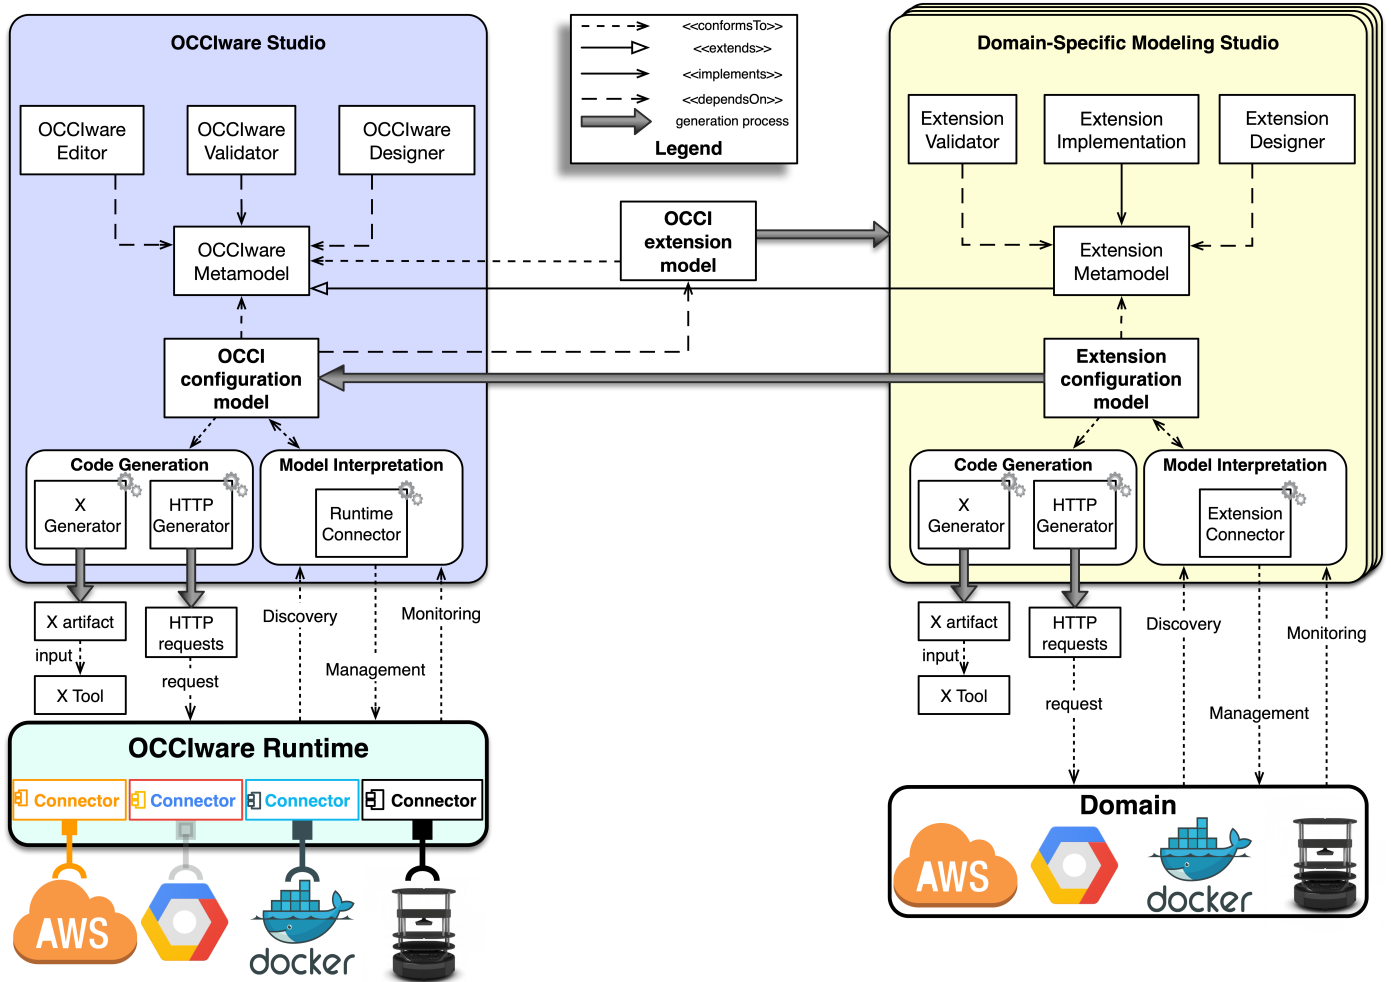 OCCIware Studio
OCCIware
Editor
OCCIware
Validator
OCCIware
Designer
OCCIware
Metamodel
OCCI
configuration
model
Code Generation
X
Generator
HTTP
Generator
Model Interpretation
Runtime
Connector
X artifact
input
X Tool
HTTP
requests
request
Discovery
Management
Monitoring
OCCIware Runtime
Connector
Connector
Connector
Connector
AWS
docker
<<conformsTo>>
<<extends>>
<<implements>>
<<dependsOn>>
generation process
Legend
OCCI
extension
model
Domain-Specific Modeling Studio
Extension
Validator
Extension
Implementation
Extension
Designer
Extension
Metamodel
Extension
configuration
model
Code Generation
X
Generator
HTTP
Generator
Model Interpretation
Extension
Connector
X artifact
input
X Tool
HTTP
requests
request
Discovery
Management
Monitoring
Domain
AWS
docker